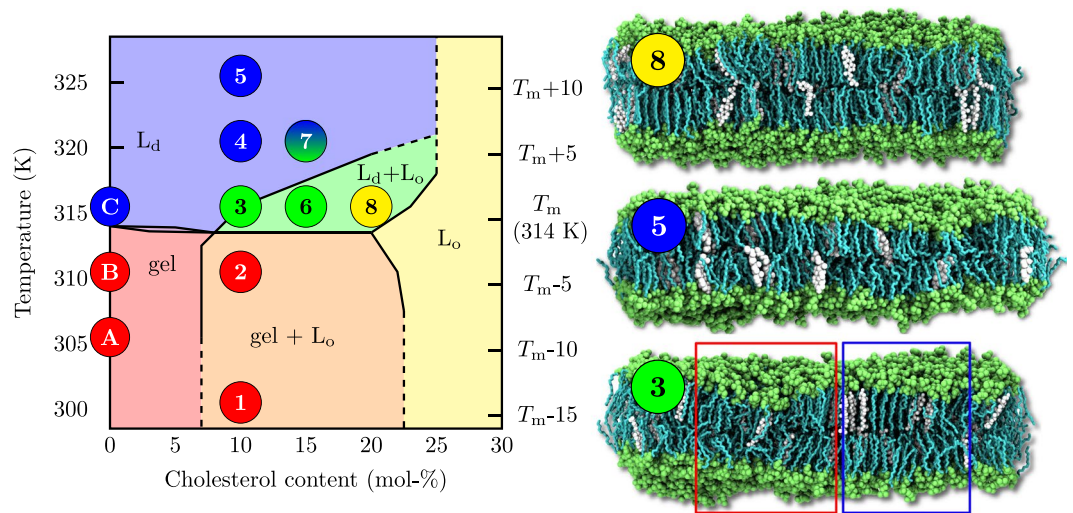 325
320
315
310
305
300
Temperature (K)
5
4
7
L_d
L_d+L_o
C
3
6
8
L_o
B
gel
2
A
gel + L_o
1
0
5
10
15
20
25
30
Cholesterol content (mol-%)
T_m+10
T_m+5
T_m
(314 K)
T_m-5
T_m-10
T_m-15
8
5
3